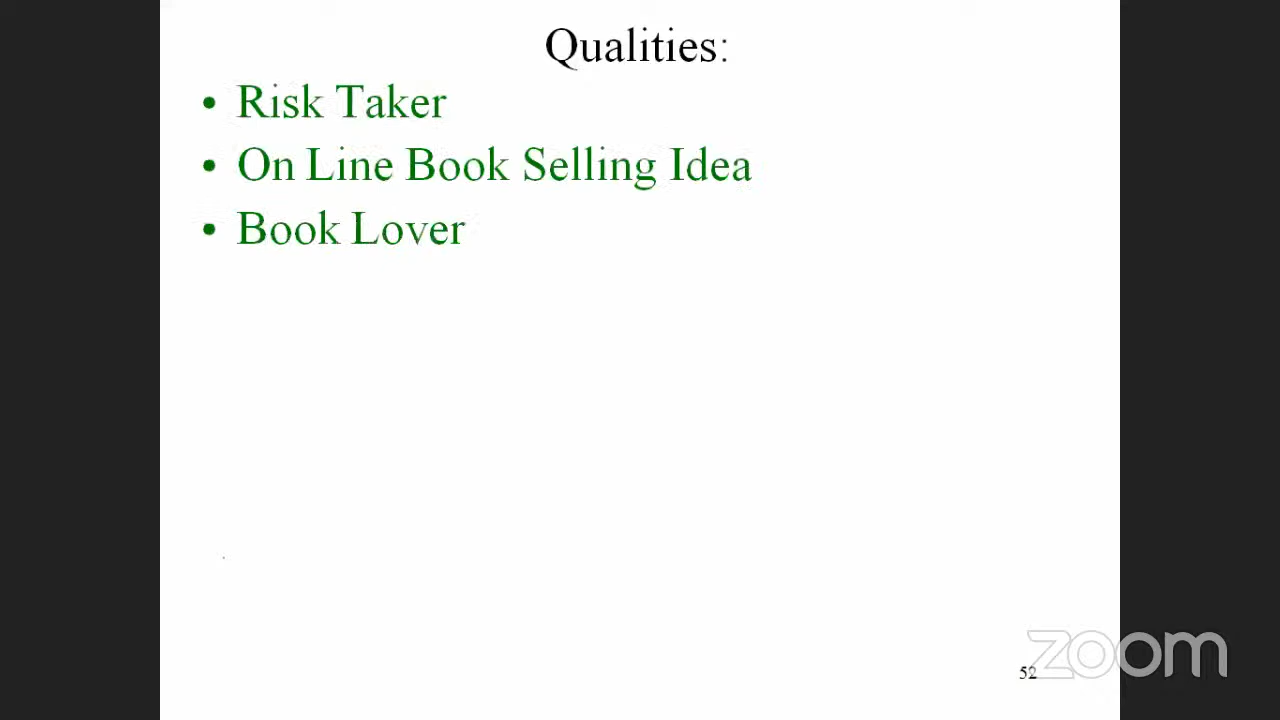 Qualities:
• Risk Taker
• On Line Book Selling Idea
• Book Lover
52
zoom